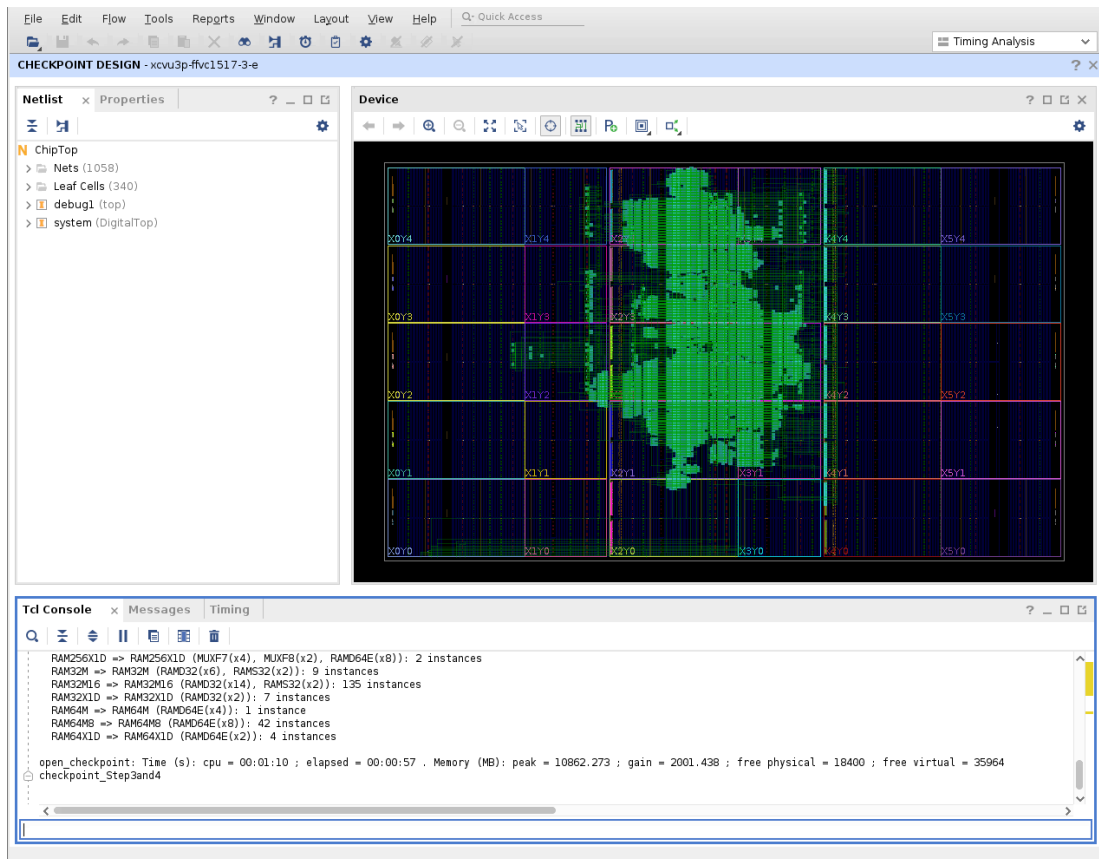 File Edit Flow Tools Reports Window Layout View Help Q- Quick Access
Timing Analysis
CHECKPOINT DESIGN - xcvu3p-ffvc1517-3-e
Netlist Properties
N ChipTop
Nets (1058)
Leaf Cells (340)
debug1 (top)
system (DigitalTop)
Device
X0Y4 X1Y4 X4Y4 X5Y4
X0Y3 X1Y3 X2Y3 X4Y3 X5Y3
X0Y2 X1Y2 X4Y2 X5Y2
X0Y1 X1Y1 X2Y1 X3Y1 X4Y1 X5Y1
X0Y0 X1Y0 X2Y0 X3Y0 X4Y0 X5Y0
Tcl Console Messages Timing
RAM256X1D => RAM256X1D (MUXF7(x4), MUXF8(x2), RAMD64E(x8)): 2 instances
RAM32M => RAM32M (RAMD32(x6), RAMS32(x2)): 9 instances
RAM32M16 => RAM32M16 (RAMD32(x14), RAMS32(x2)): 135 instances
RAM32X1D => RAM32X1D (RAMD32(x2)): 7 instances
RAM64M => RAM64M (RAMD64E(x4)): 1 instance
RAM64M8 => RAM64M8 (RAMD64E(x8)): 42 instances
RAM64X1D => RAM64X1D (RAMD64E(x2)): 4 instances
open_checkpoint: Time (s): cpu = 00:01:10 ; elapsed = 00:00:57 . Memory (MB): peak = 10862.273 ; gain = 2001.438 ; free physical = 18400 ; free virtual = 35964
checkpoint_Step3and4